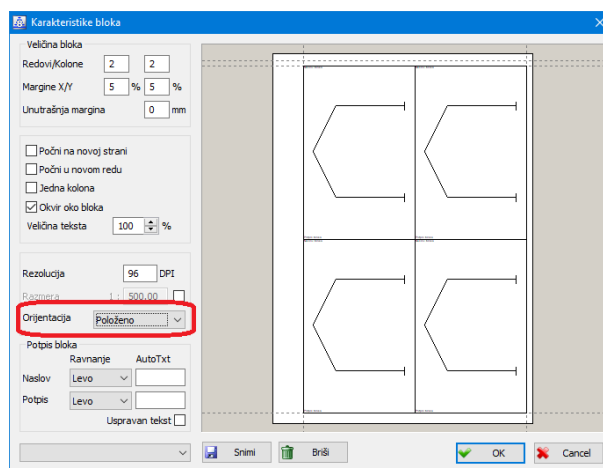 Karakteristike bloka
Veličina bloka
Redovi/Kolone 2 2
Margine X/Y 5 % 5 %
Unutrašnja margina 0 mm
Počni na novoj strani
Počni u novom redu
Jedna kolona
Okvir oko bloka
Veličina teksta 100 %
Rezolucija 96 DPI
Razmera 1 : 500.00
Orijentacija Položeno
Potpis bloka
Ravnanje AutoTxt
Naslov Levo
Potpis Levo
Uspravan tekst
Snimi Briši OK Cancel